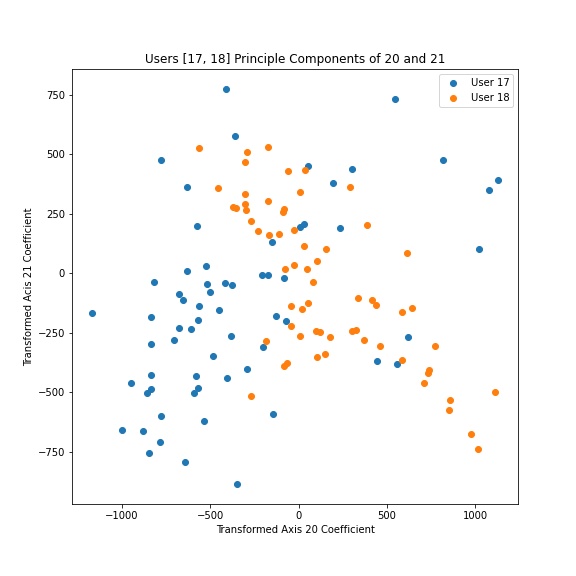 Users [17, 18] Principle Components of 20 and 21
User 17
User 18
Transformed Acis 21 Coefficient
750
500
250
0
−250
−500
−750
−1000
−500
0
500
1000
Transformed Axis 20 Coefficient